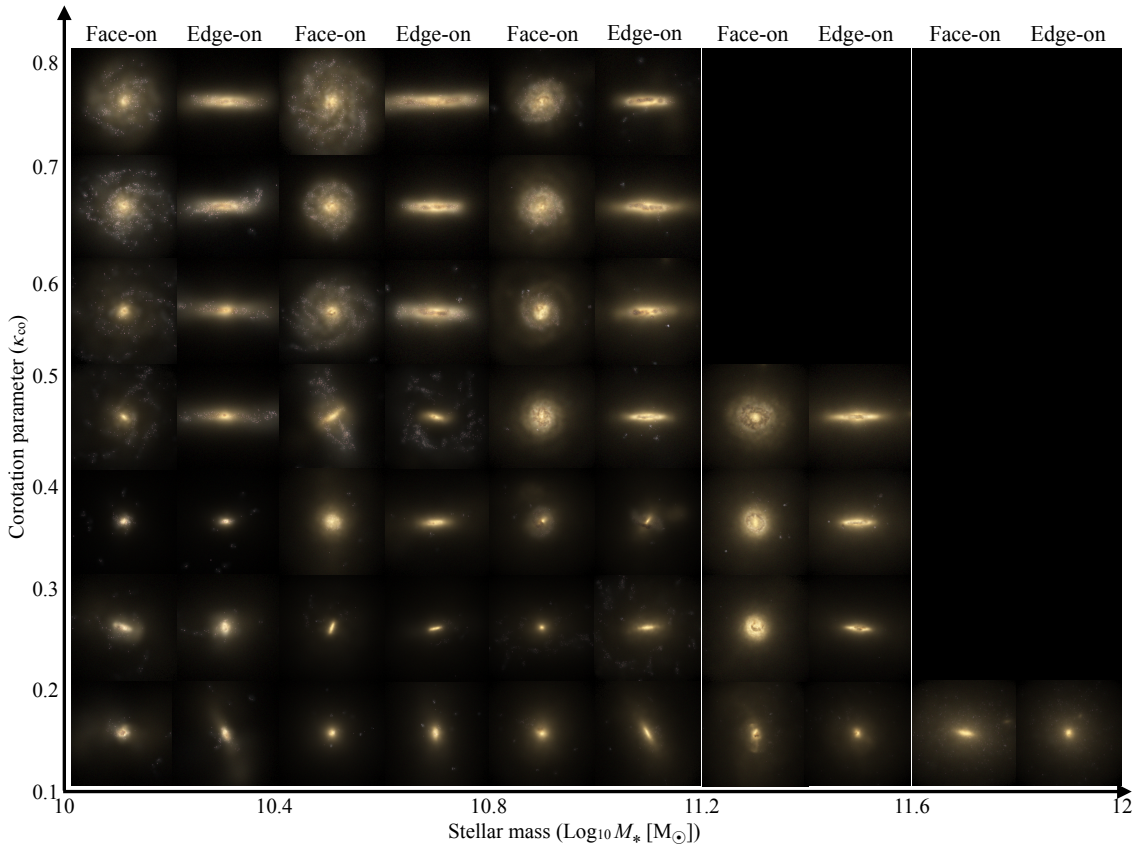 Face-on Edge-on Face-on Edge-on Face-on Edge-on Face-on Edge-on Face-on Edge-on
0.8
0.7
0.6
0.5
0.4
0.3
0.2
0.1
Corotation parameter (κco)
10 10.4 10.8 11.2 11.6 12
Stellar mass (Log10 M* [M⊙])